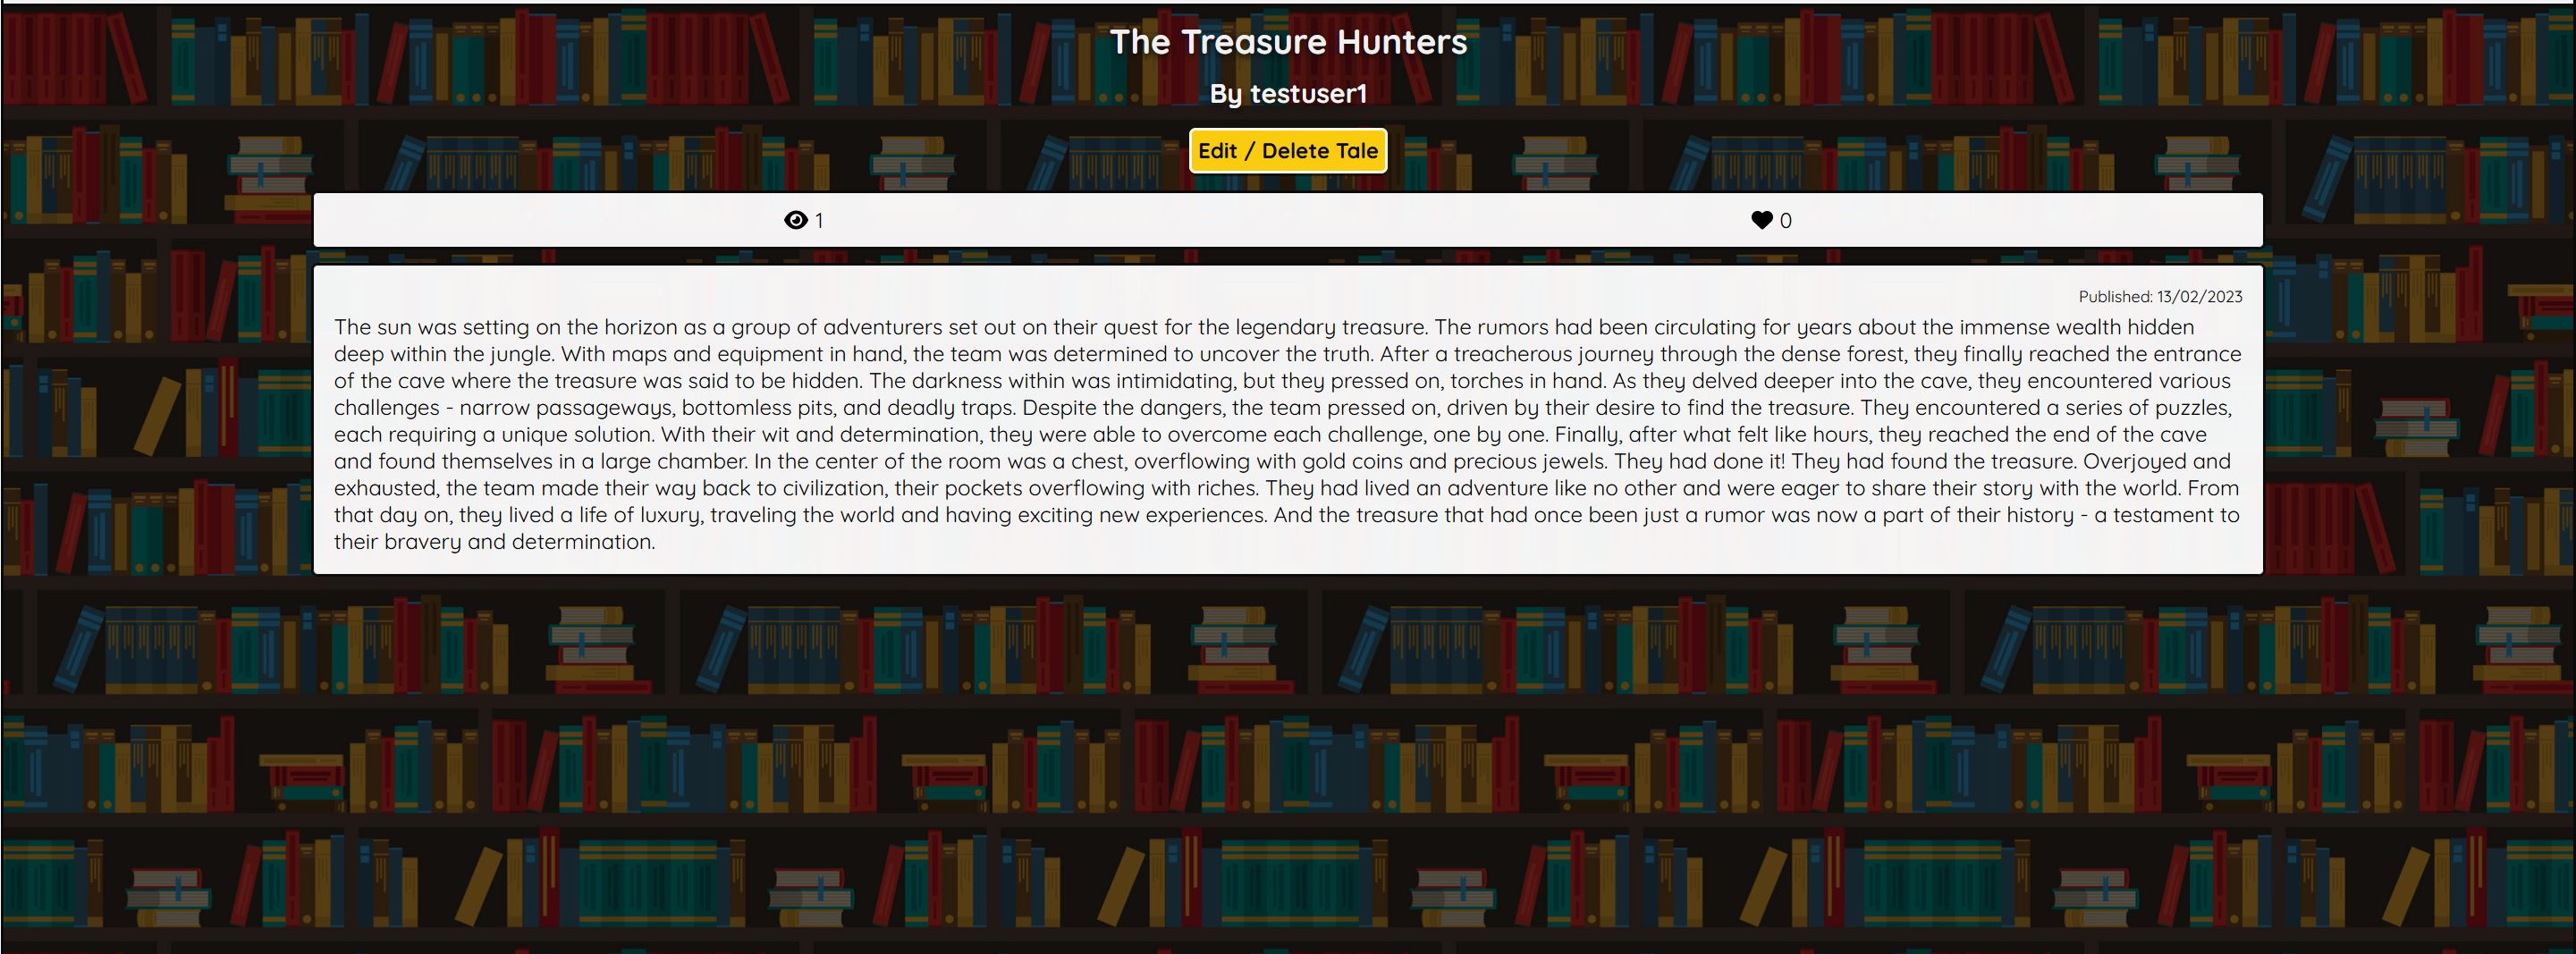 The Treasure Hunters
By testuser1
Edit / Delete Tale
1
0
Published: 13/02/2023
The sun was setting on the horizon as a group of adventurers set out on their quest for the legendary treasure. The rumors had been circulating for years about the immense wealth hidden
deep within the jungle. With maps and equipment in hand, the team was determined to uncover the truth. After a treacherous journey through the dense forest, they finally reached the entrance
of the cave where the treasure was said to be hidden. The darkness within was intimidating, but they pressed on, torches in hand. As they delved deeper into the cave, they encountered various
challenges - narrow passageways, bottomless pits, and deadly traps. Despite the dangers, the team pressed on, driven by their desire to find the treasure. They encountered a series of puzzles,
each requiring a unique solution. With their wit and determination, they were able to overcome each challenge, one by one. Finally, after what felt like hours, they reached the end of the cave
and found themselves in a large chamber. In the center of the room was a chest, overflowing with gold coins and precious jewels. They had done it! They had found the treasure. Overjoyed and
exhausted, the team made their way back to civilization, their pockets overflowing with riches. They had lived an adventure like no other and were eager to share their story with the world. From
that day on, they lived a life of luxury, traveling the world and having exciting new experiences. And the treasure that had once been just a rumor was now a part of their history - a testament to
their bravery and determination.